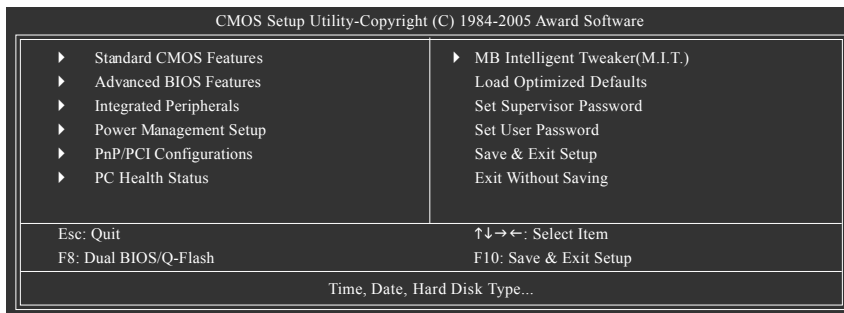 CMOS Setup Utility-Copyright (C) 1984-2005 Award Software
Standard CMOS Features
Advanced BIOS Features
Integrated Peripherals
Power Management Setup
PnP/PCI Configurations
PC Health Status
MB Intelligent Tweaker(M.I.T.)
Load Optimized Defaults
Set Supervisor Password
Set User Password
Save & Exit Setup
Exit Without Saving
Esc: Quit
F8: Dual BIOS/Q-Flash
↑↓→←: Select Item
F10: Save & Exit Setup
Time, Date, Hard Disk Type...